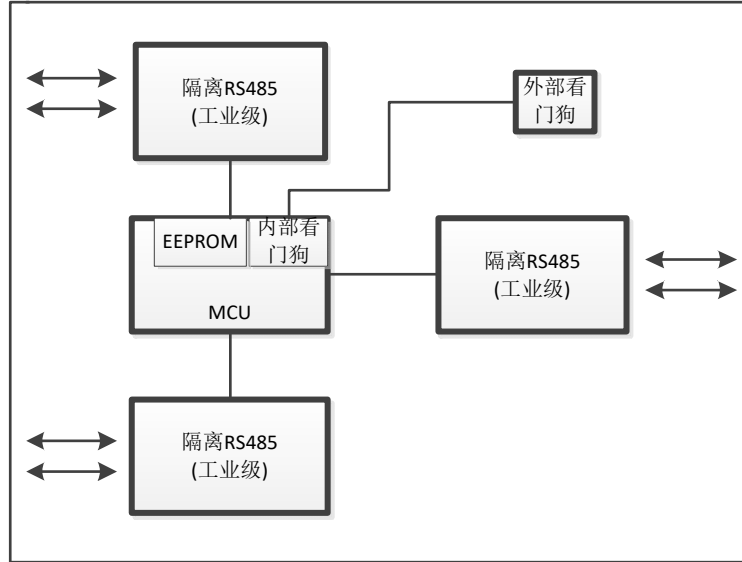 隔离RS485
(工业级)
外部看
门狗
EEPROM
内部看
门狗
MCU
隔离RS485
(工业级)
隔离RS485
(工业级)